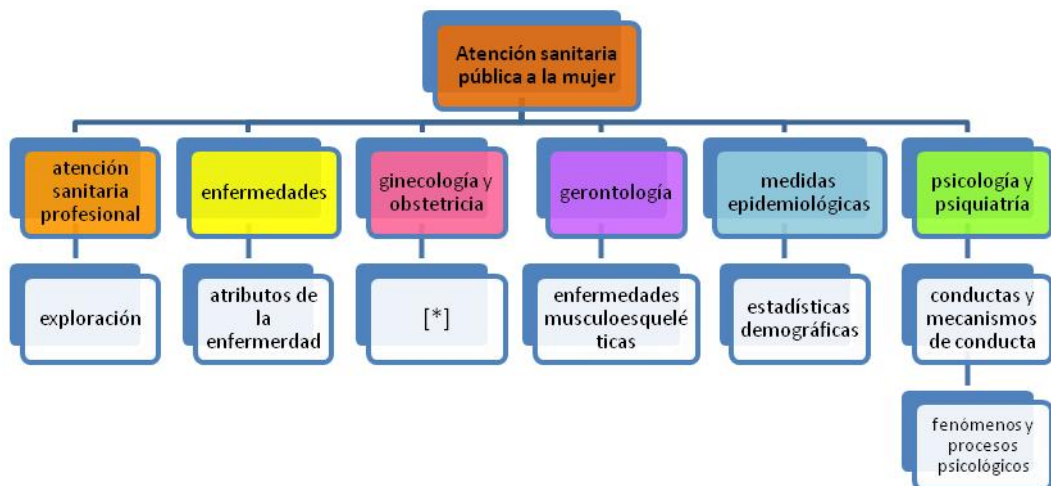 Atención sanitaria
pública a la mujer
atención
sanitaria
profesional
enfermedades
ginecología y
obstetricia
gerontología
medidas
epidemiológicas
psicología y
psiquiatría
exploración
atributos de
la
enfermerdad
[*]
enfermedades
musculoesquelé
ticas
estadísticas
demográficas
conductas y
mecanismos
de conducta
fenómenos y
procesos
psicológicos